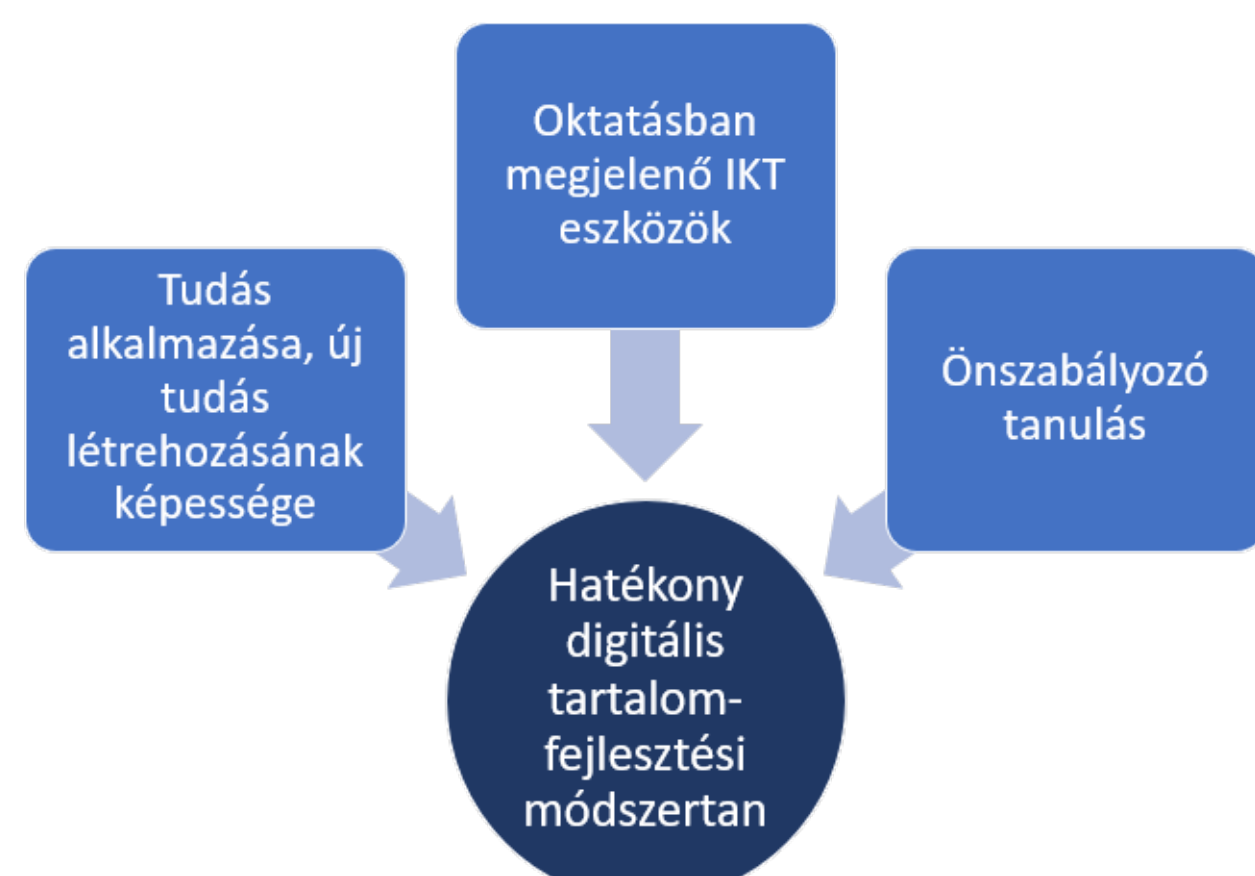 Oktatásban
megjelenő IKT
eszközök
Tudás
alkalmazása, új
tudás
létrehozásának
képessége
Önszabályozó
tanulás
Hatékony
digitális
tartalom-
fejlesztési
módszertan